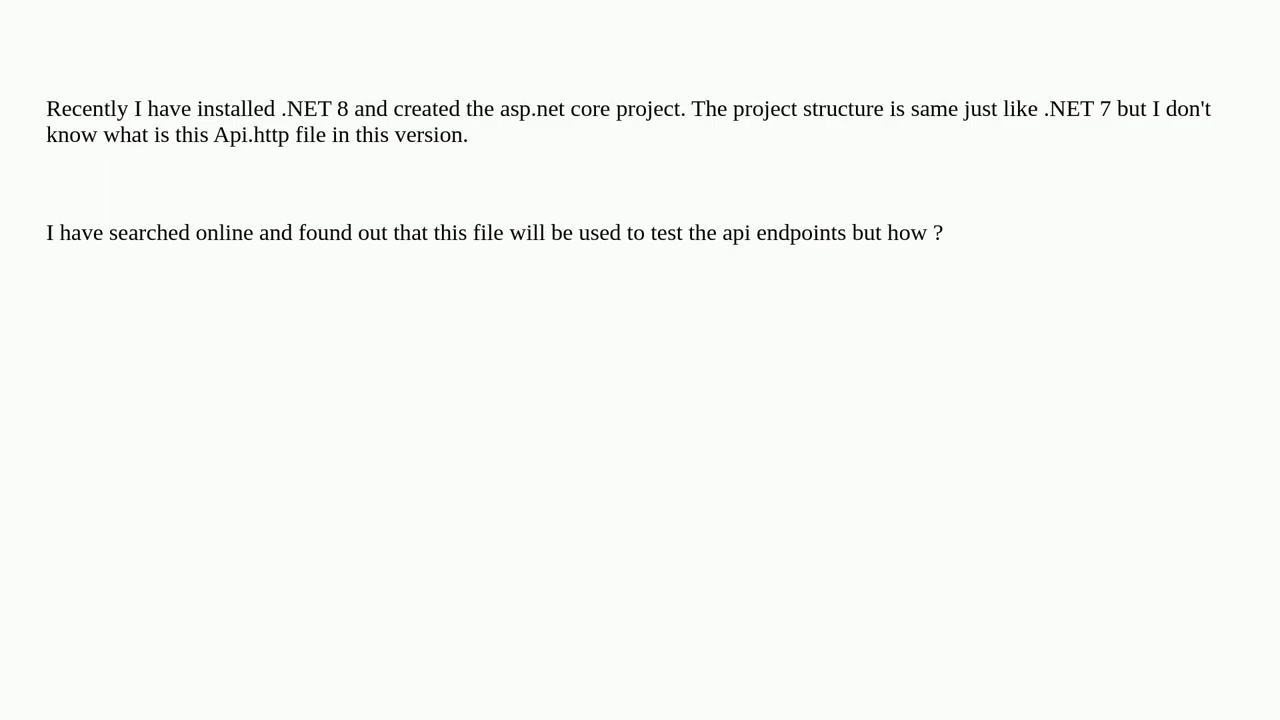 Recently I have installed .NET 8 and created the asp.net core project. The project structure is same just like .NET 7 but I don't
know what is this Api.http file in this version.
I have searched online and found out that this file will be used to test the api endpoints but how ?